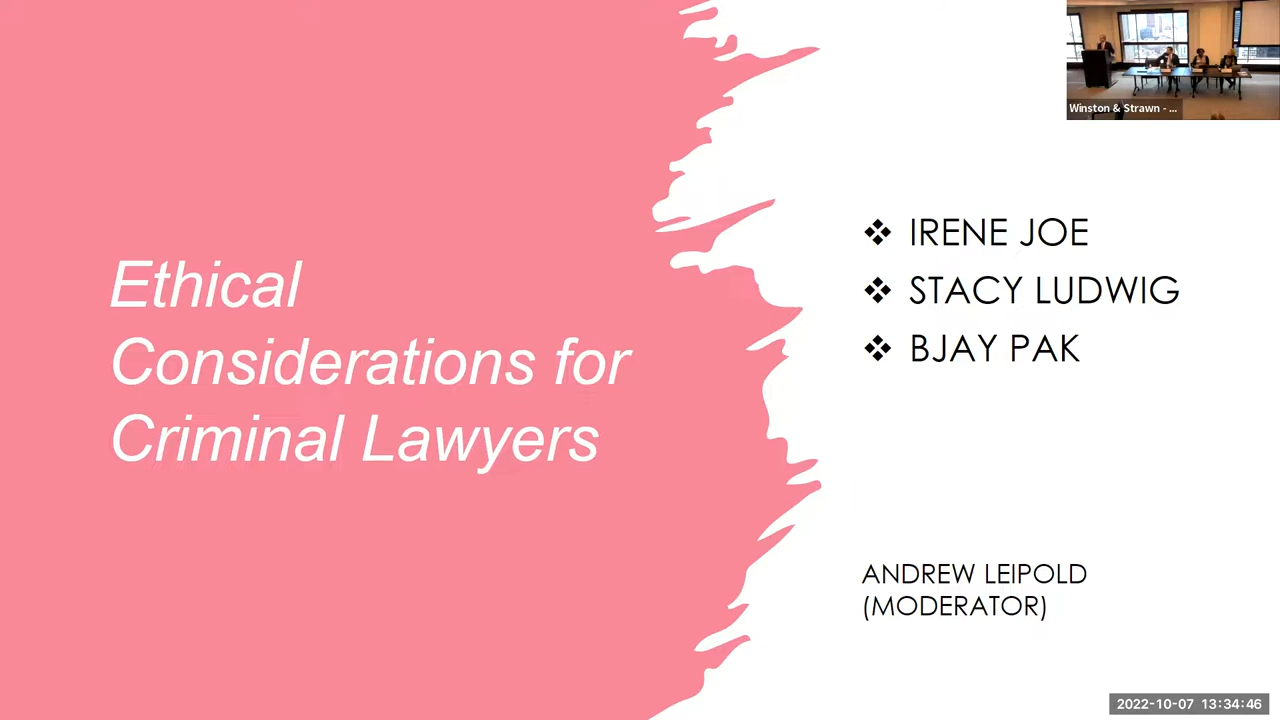 Winston & Strawn - ...
Ethical
Considerations for
Criminal Lawyers
❖ IRENE JOE
❖ STACY LUDWIG
❖ BJAY PAK
ANDREW LEIPOLD
(MODERATOR)
2022-10-07 13:34:46